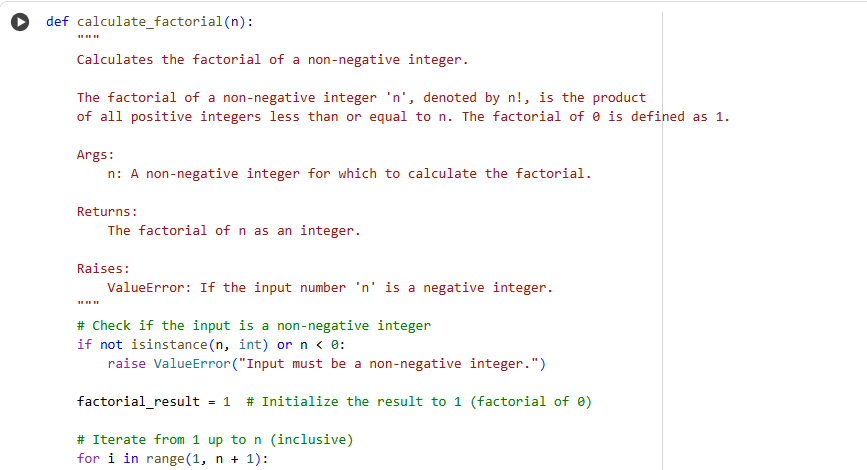 def calculate_factorial(n):
    """
    Calculates the factorial of a non-negative integer.

    The factorial of a non-negative integer 'n', denoted by n!, is the product
    of all positive integers less than or equal to n. The factorial of 0 is defined as 1.

    Args:
        n: A non-negative integer for which to calculate the factorial.

    Returns:
        The factorial of n as an integer.

    Raises:
        ValueError: If the input number 'n' is a negative integer.
    """
    # Check if the input is a non-negative integer
    if not isinstance(n, int) or n < 0:
        raise ValueError("Input must be a non-negative integer.")

    factorial_result = 1  # Initialize the result to 1 (factorial of 0)

    # Iterate from 1 up to n (inclusive)
    for i in range(1, n + 1):